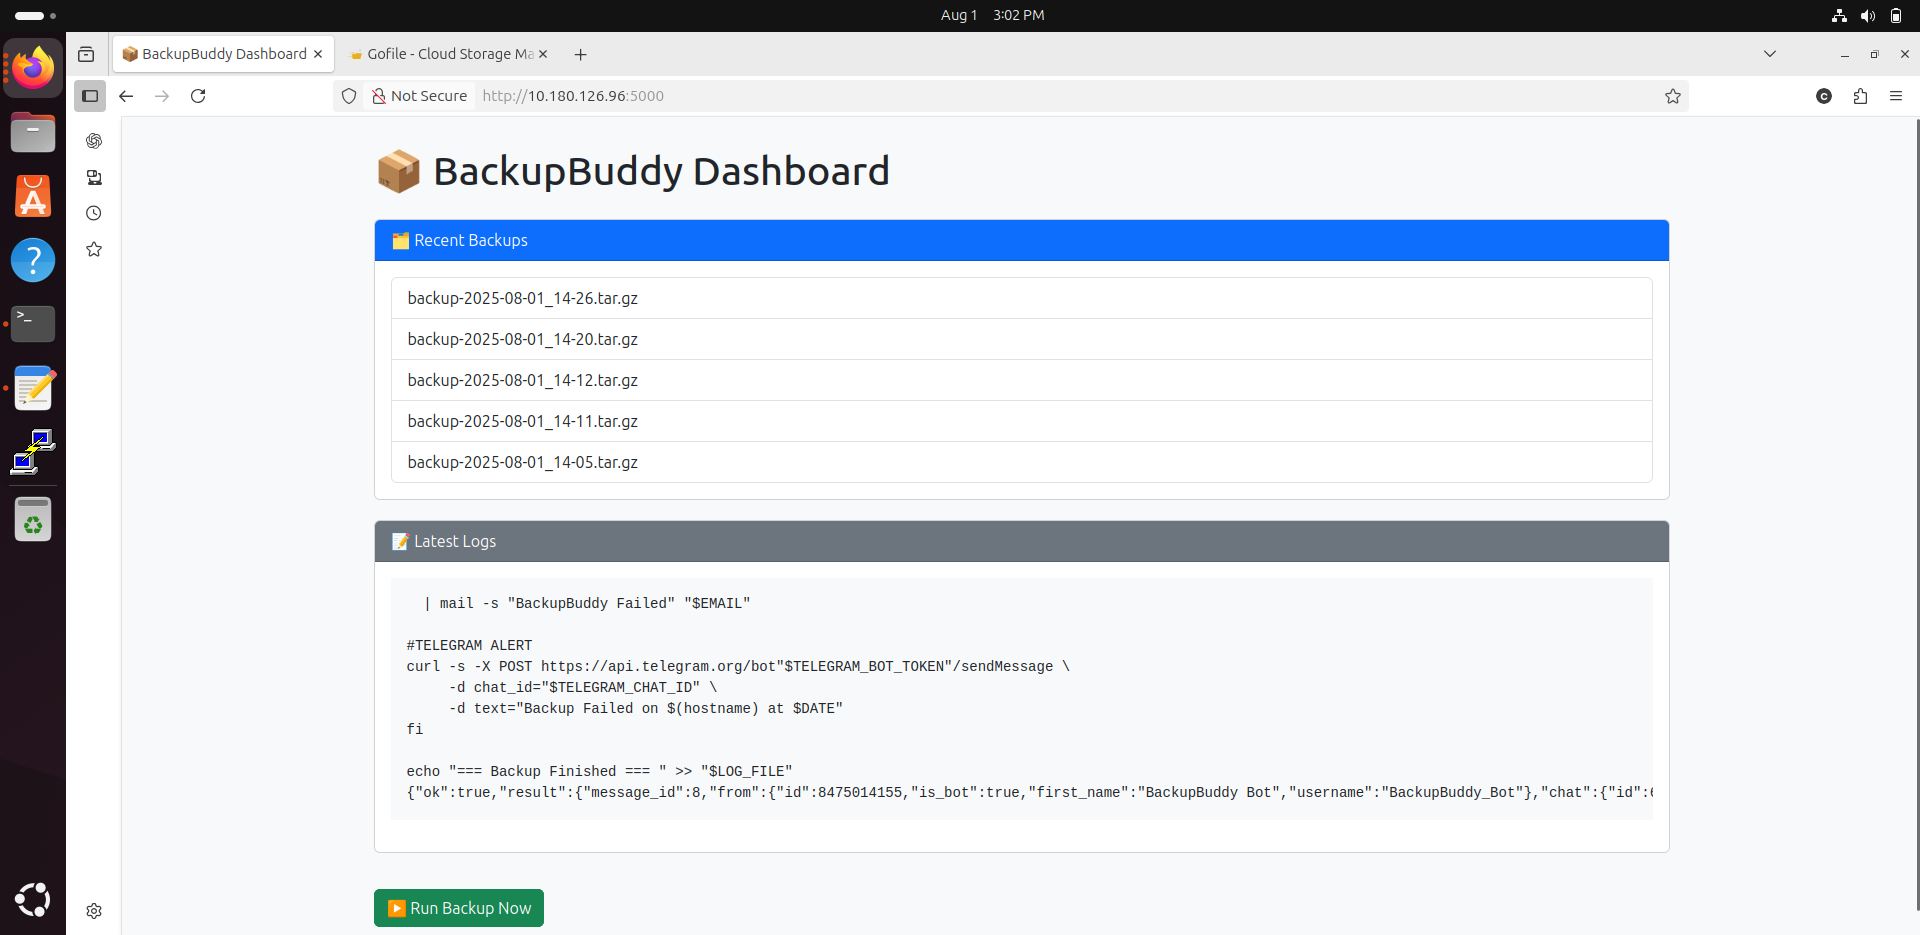 Aug 1 3:02 PM
BackupBuddy Dashboard
Gofile - Cloud Storage Ma
Not Secure
http://10.180.126.96:5000
C
BackupBuddy Dashboard
Recent Backups
backup-2025-08-01_14-26.tar.gz
backup-2025-08-01_14-20.tar.gz
backup-2025-08-01_14-12.tar.gz
backup-2025-08-01_14-11.tar.gz
backup-2025-08-01_14-05.tar.gz
Latest Logs
| mail -s "BackupBuddy Failed" "$EMAIL"
#TELEGRAM ALERT
curl -s -X POST https://api.telegram.org/bot"$TELEGRAM_BOT_TOKEN"/sendMessage \
-d chat_id="$TELEGRAM_CHAT_ID" \
-d text="Backup Failed on $(hostname) at $DATE"
fi
echo "=== Backup Finished === " >> "$LOG_FILE"
{"ok":true,"result":{"message_id":8,"from":{"id":8475014155,"is_bot":true,"first_name":"BackupBuddy Bot","username":"BackupBuddy_Bot"},"chat":{"id":
Run Backup Now